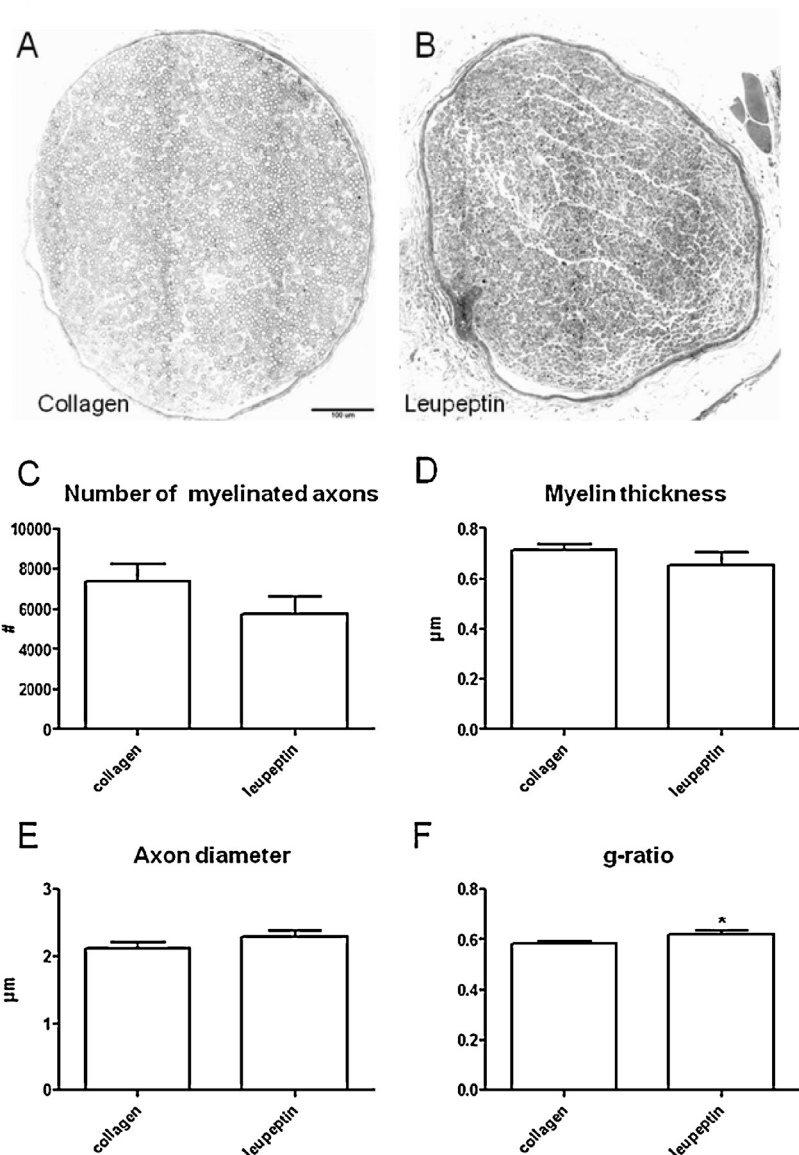 A
B
Collagen
100 um
Leupeptin
C
Number of myelinated axons
10000
8000
6000
4000
2000
0
#
collagen
leupeptin
D
Myelin thickness
0.8
0.6
0.4
0.2
0.0
µm
collagen
leupeptin
E
Axon diameter
3
2
1
0
µm
collagen
leupeptin
F
g-ratio
0.8
0.6
0.4
0.2
0.0
*
collagen
leupeptin